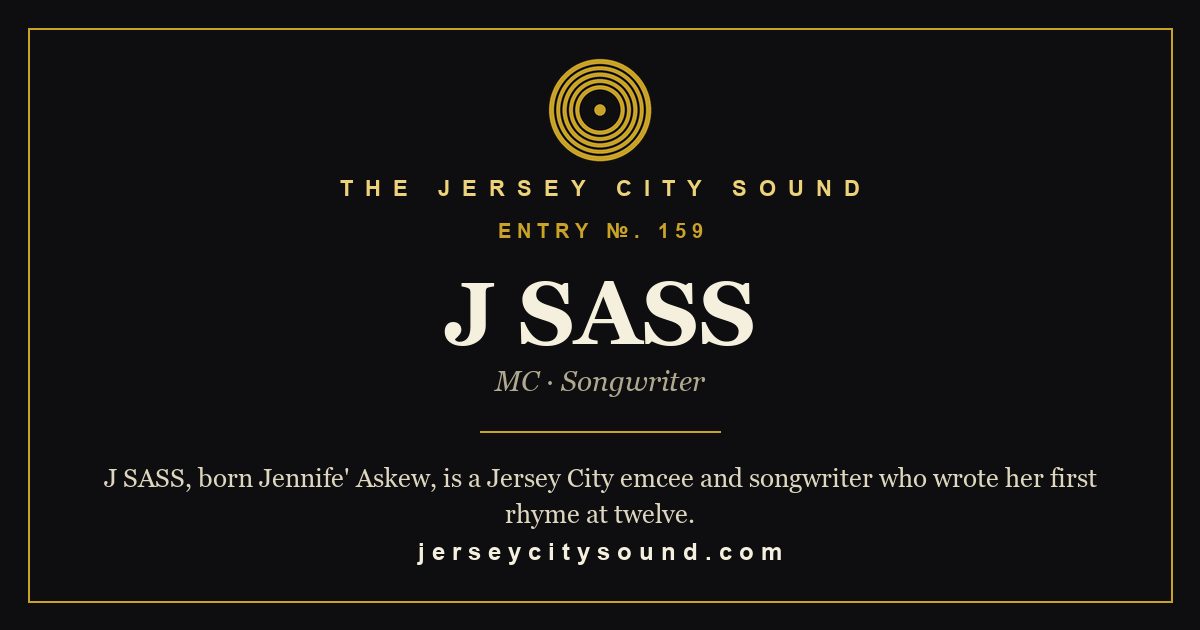 THE JERSEY CITY SOUND
ENTRY №. 159
J SASS
MC · Songwriter
J SASS, born Jennife' Askew, is a Jersey City emcee and songwriter who wrote her first
rhyme at twelve.
jerseycitysound.com